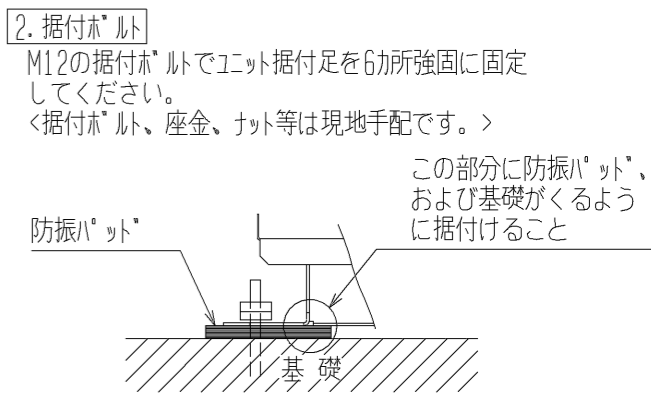 2. 据付ボルト
M12の据付ボルトでユニット据付足を6カ所強固に固定
してください。
<据付ボルト、座金、ナット等は現地手配です。>
この部分に防振パッド、
および基礎がくるよう
に据付けること
防振パッド
基 礎